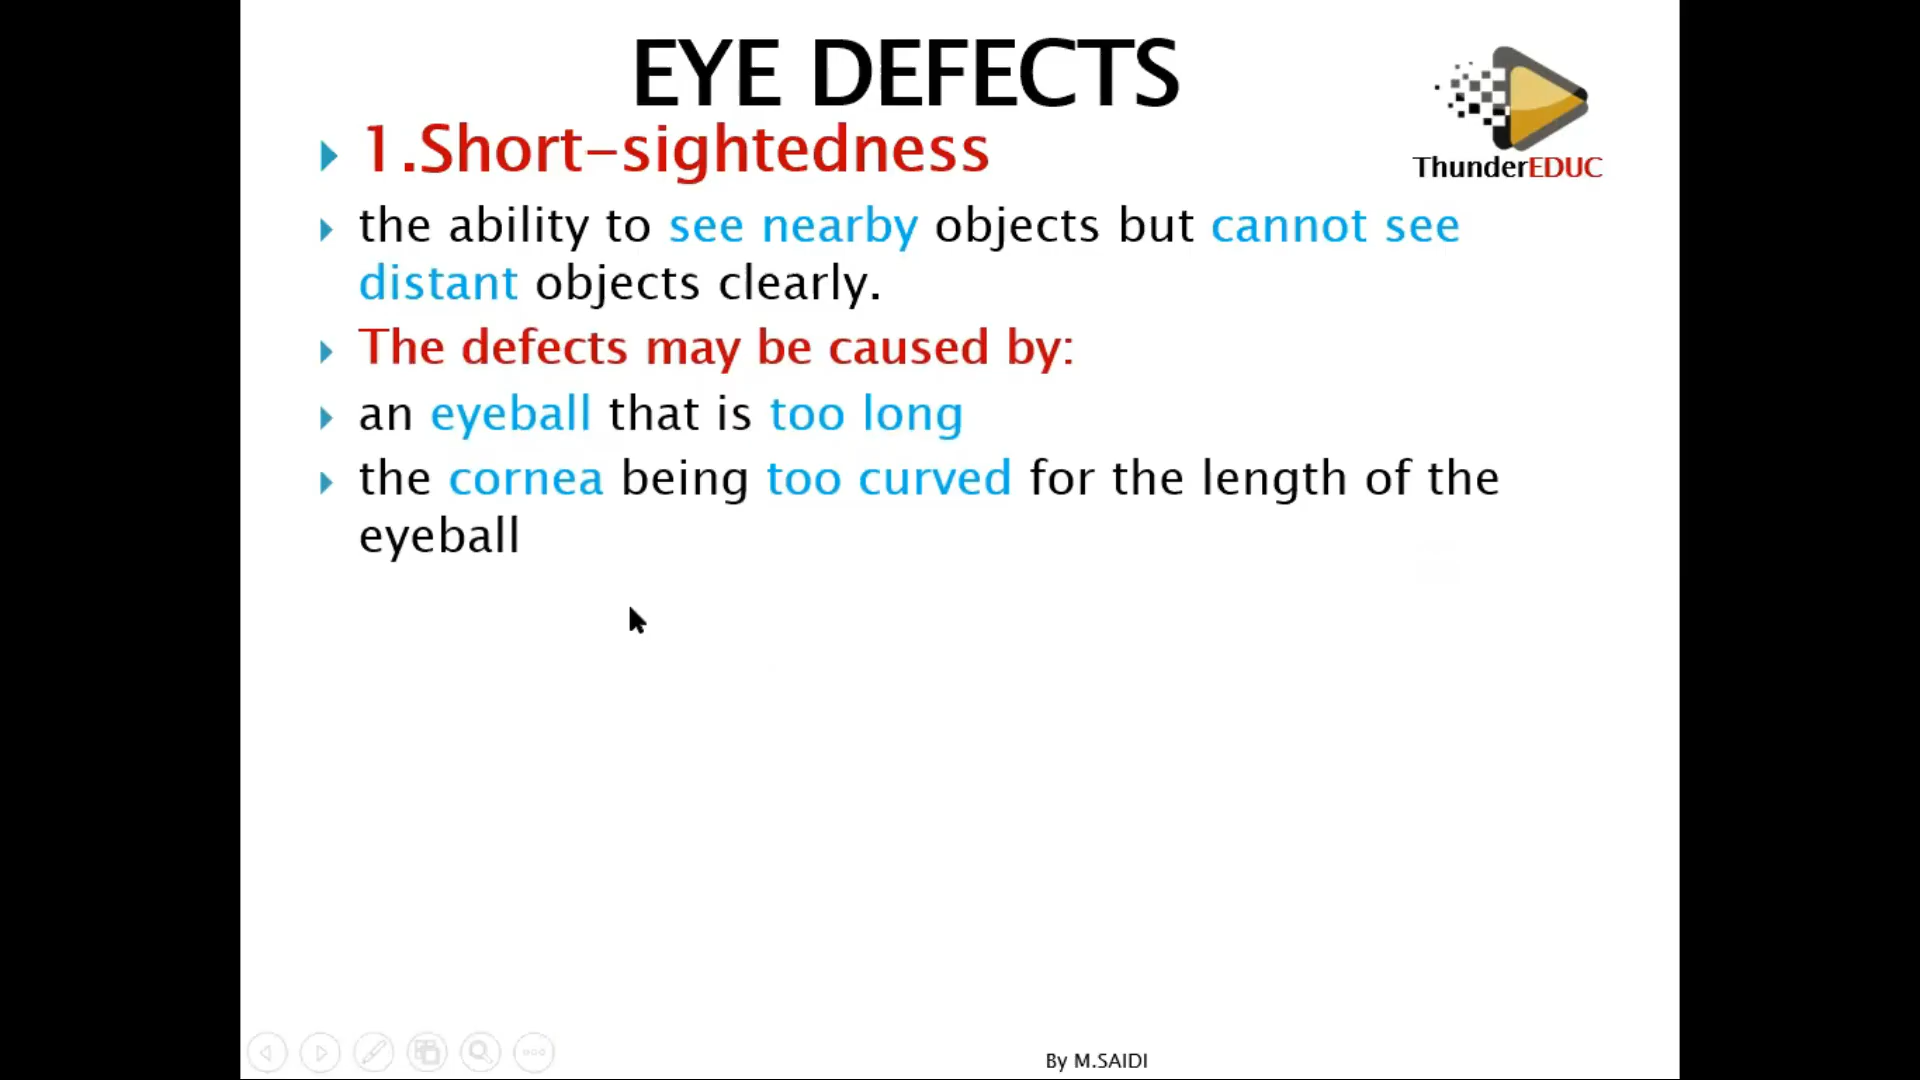 EYE DEFECTS
ThunderEDUC
1.Short-sightedness
the ability to see nearby objects but cannot see
distant objects clearly.
The defects may be caused by:
an eyeball that is too long
the cornea being too curved for the length of the
eyeball
By M.SAIDI